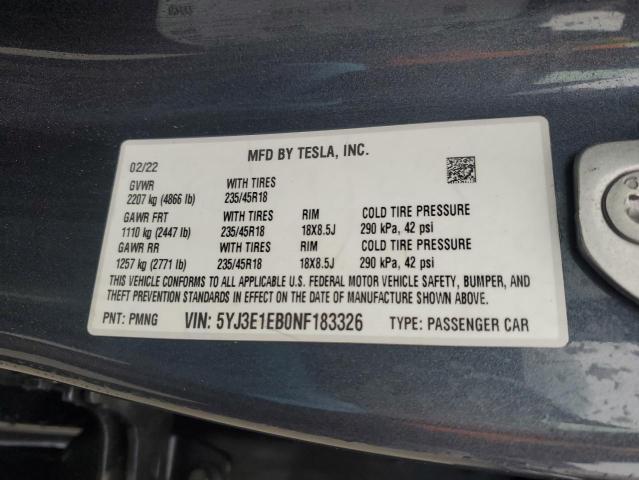 MFD BY TESLA, INC.
02/22
GVWR WITH TIRES
2207 kg (4866 lb) 235/45R18
GAWR FRT WITH TIRES RIM COLD TIRE PRESSURE
1110 kg (2447 lb) 235/45R18 18X8.5J 290 kPa, 42 psi
GAWR RR WITH TIRES RIM COLD TIRE PRESSURE
1257 kg (2771 lb) 235/45R18 18X8.5J 290 kPa, 42 psi
THIS VEHICLE CONFORMS TO ALL APPLICABLE U.S. FEDERAL MOTOR VEHICLE SAFETY, BUMPER, AND
THEFT PREVENTION STANDARDS IN EFFECT ON THE DATE OF MANUFACTURE SHOWN ABOVE.
PNT: PMNG VIN: 5YJ3E1EB0NF183326 TYPE: PASSENGER CAR